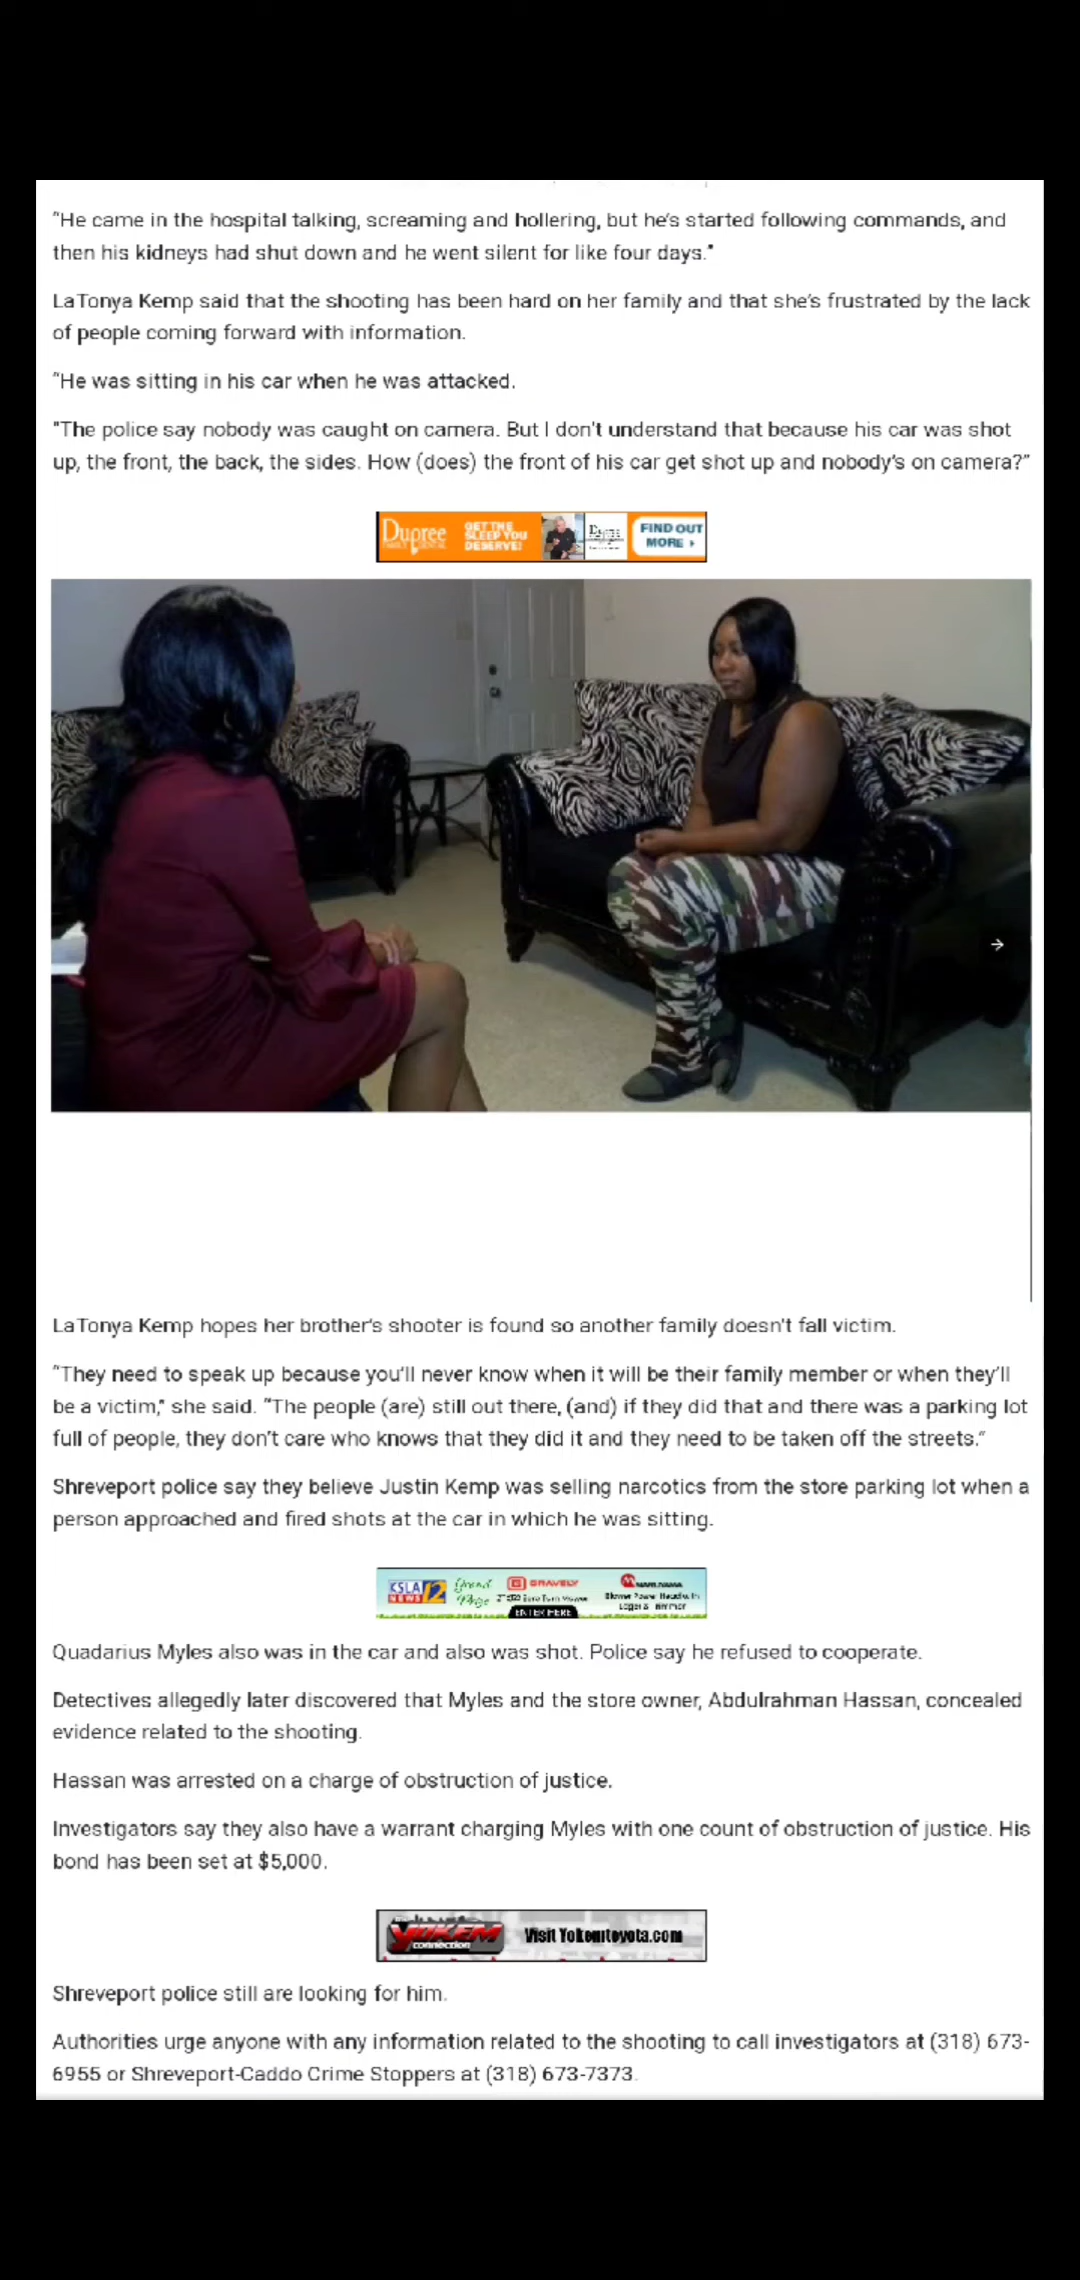 “He came in the hospital talking, screaming and hollering, but he’s started following commands, and
then his kidneys had shut down and he went silent for like four days."
LaTonya Kemp said that the shooting has been hard on her family and that she’s frustrated by the lack
of people coming forward with information.
“He was sitting in his car when he was attacked.
"The police say nobody was caught on camera. But I don’t understand that because his car was shot
up, the front, the back, the sides. How (does) the front of his car get shot up and nobody’s on camera?”
Dupree
GET THE
SLEEP YOU
DESERVE!
FIND OUT
MORE
LaTonya Kemp hopes her brother’s shooter is found so another family doesn’t fall victim.
“They need to speak up because you’ll never know when it will be their family member or when they’ll
be a victim,” she said. “The people (are) still out there, (and) if they did that and there was a parking lot
full of people, they don’t care who knows that they did it and they need to be taken off the streets.”
Shreveport police say they believe Justin Kemp was selling narcotics from the store parking lot when a
person approached and fired shots at the car in which he was sitting.
KSLA 12
NEWS
Grand
Prize
GRAVELY
ENTER HERE
Quadarius Myles also was in the car and also was shot. Police say he refused to cooperate.
Detectives allegedly later discovered that Myles and the store owner, Abdulrahman Hassan, concealed
evidence related to the shooting.
Hassan was arrested on a charge of obstruction of justice.
Investigators say they also have a warrant charging Myles with one count of obstruction of justice. His
bond has been set at $5,000.
YOKEM
connection
Visit Yokemtoyota.com
Shreveport police still are looking for him.
Authorities urge anyone with any information related to the shooting to call investigators at (318) 673-
6955 or Shreveport-Caddo Crime Stoppers at (318) 673-7373.